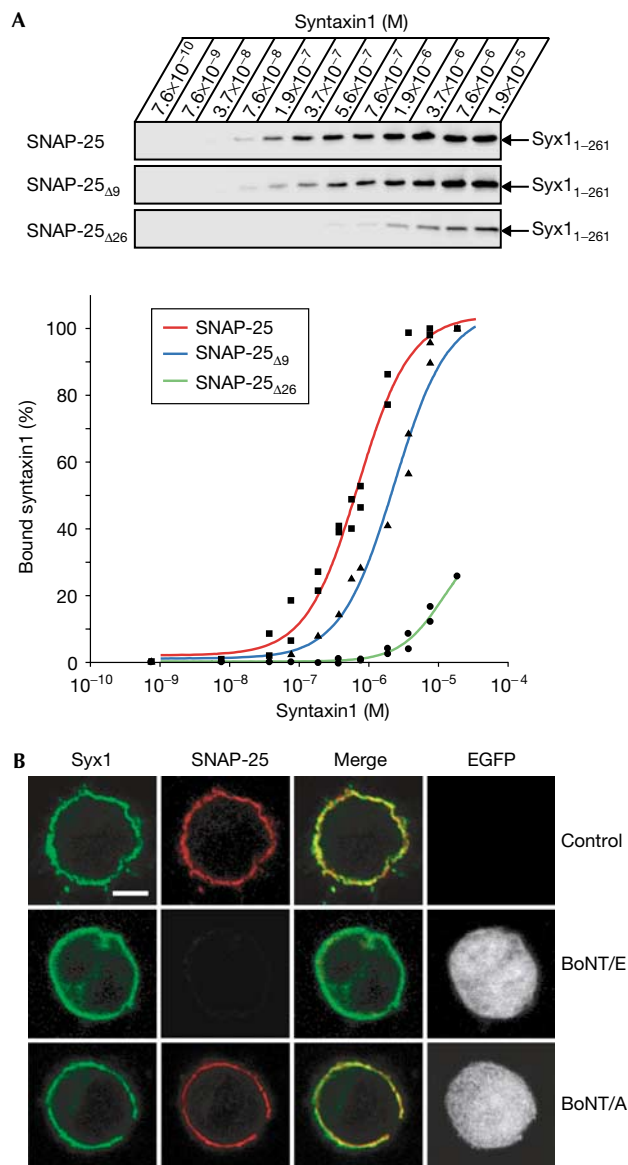 A
Syntaxin1 (M)
7.6×10⁻¹⁰ 7.6×10⁻⁹ 3.7×10⁻⁸ 7.6×10⁻⁸ 1.9×10⁻⁷ 3.7×10⁻⁷ 5.6×10⁻⁷ 7.6×10⁻⁷ 1.9×10⁻⁶ 3.7×10⁻⁶ 7.6×10⁻⁶ 1.9×10⁻⁵
SNAP-25 Syx1₁₋₂₆₁
SNAP-25Δ9 Syx1₁₋₂₆₁
SNAP-25Δ26 Syx1₁₋₂₆₁
SNAP-25
SNAP-25Δ9
SNAP-25Δ26
Bound syntaxin1 (%)
100
80
60
40
20
0
10⁻¹⁰ 10⁻⁹ 10⁻⁸ 10⁻⁷ 10⁻⁶ 10⁻⁵ 10⁻⁴
Syntaxin1 (M)
B
Syx1 SNAP-25 Merge EGFP
Control
BoNT/E
BoNT/A